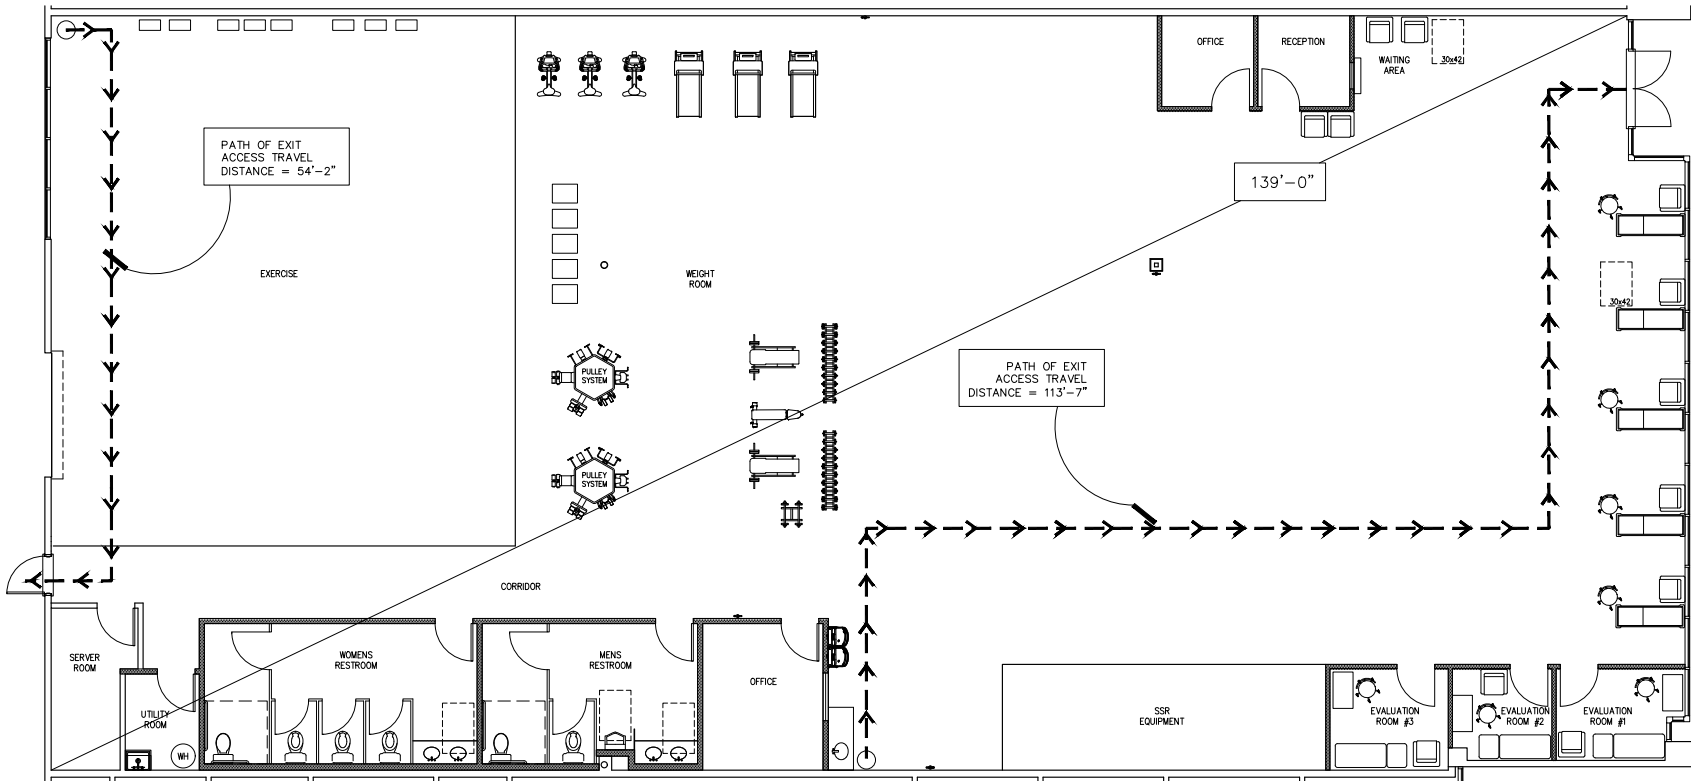 OFFICE
RECEPTION
WAITING
AREA
30x42
PATH OF EXIT
ACCESS TRAVEL
DISTANCE = 54'-2"
139'-0"
EXERCISE
WEIGHT
ROOM
30x42
PULLEY
SYSTEM
PATH OF EXIT
ACCESS TRAVEL
DISTANCE = 113'-7"
PULLEY
SYSTEM
CORRIDOR
SERVER
ROOM
WOMENS
RESTROOM
MENS
RESTROOM
OFFICE
UTILITY
ROOM
WH
SSR
EQUIPMENT
EVALUATION
ROOM #3
EVALUATION
ROOM #2
EVALUATION
ROOM #1